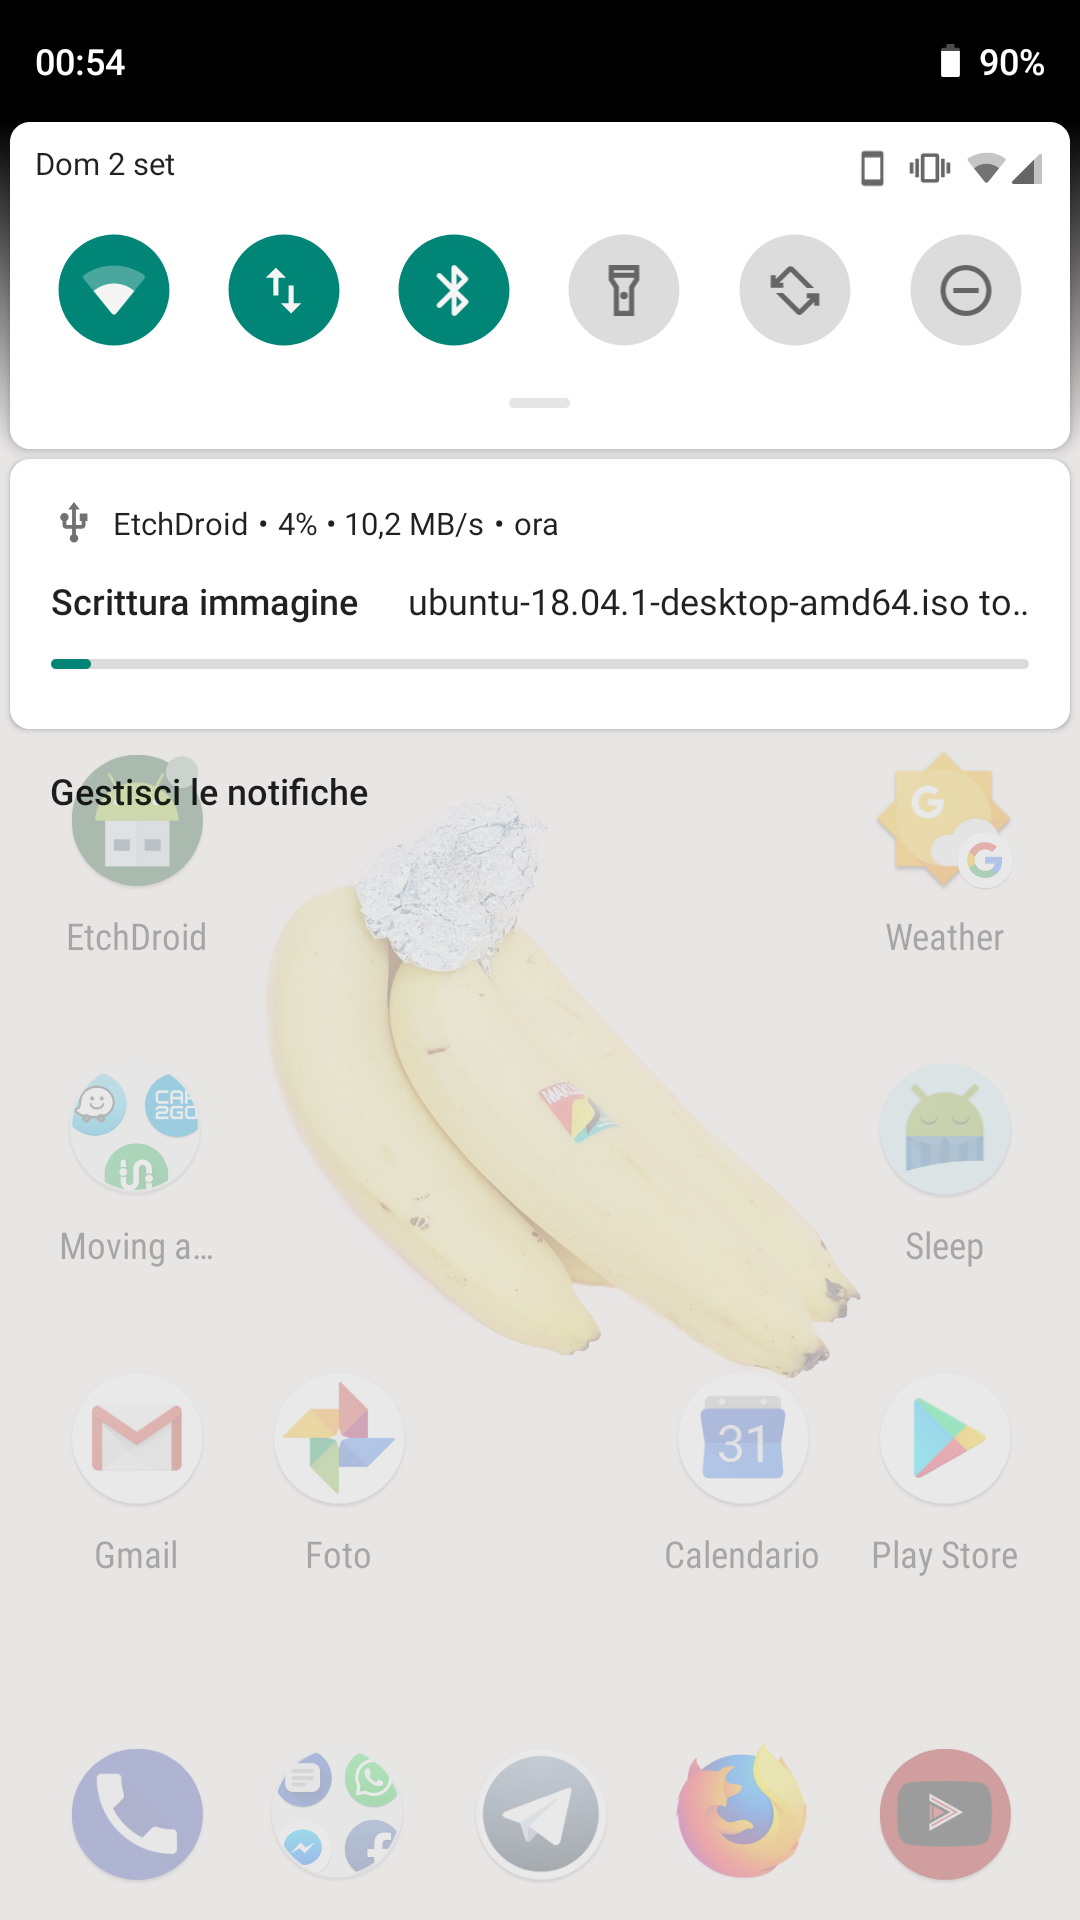 00:54 90%
Dom 2 set
EtchDroid • 4% • 10,2 MB/s • ora
Scrittura immagine ubuntu-18.04.1-desktop-amd64.iso to..
Gestisci le notifiche
EtchDroid Weather
CAR
2GO
Moving a... Sleep
31
Gmail Foto Calendario Play Store